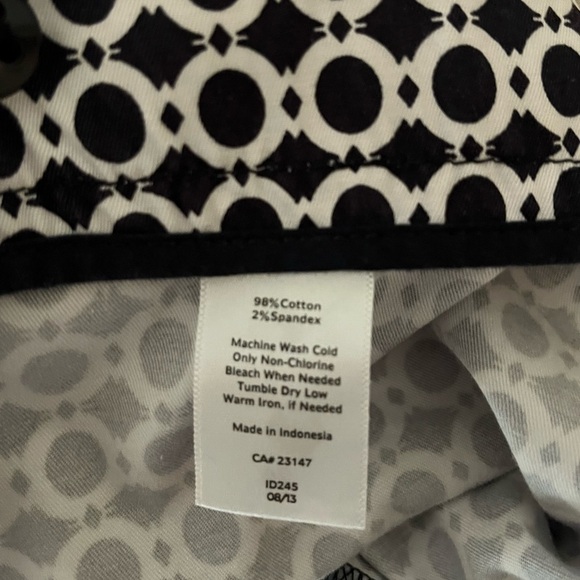 98%Cotton
2%Spandex
Machine Wash Cold
Only Non-Chlorine
Bleach When Needed
Tumble Dry Low
Warm Iron, if Needed
Made in Indonesia
CA# 23147
ID245
08/13